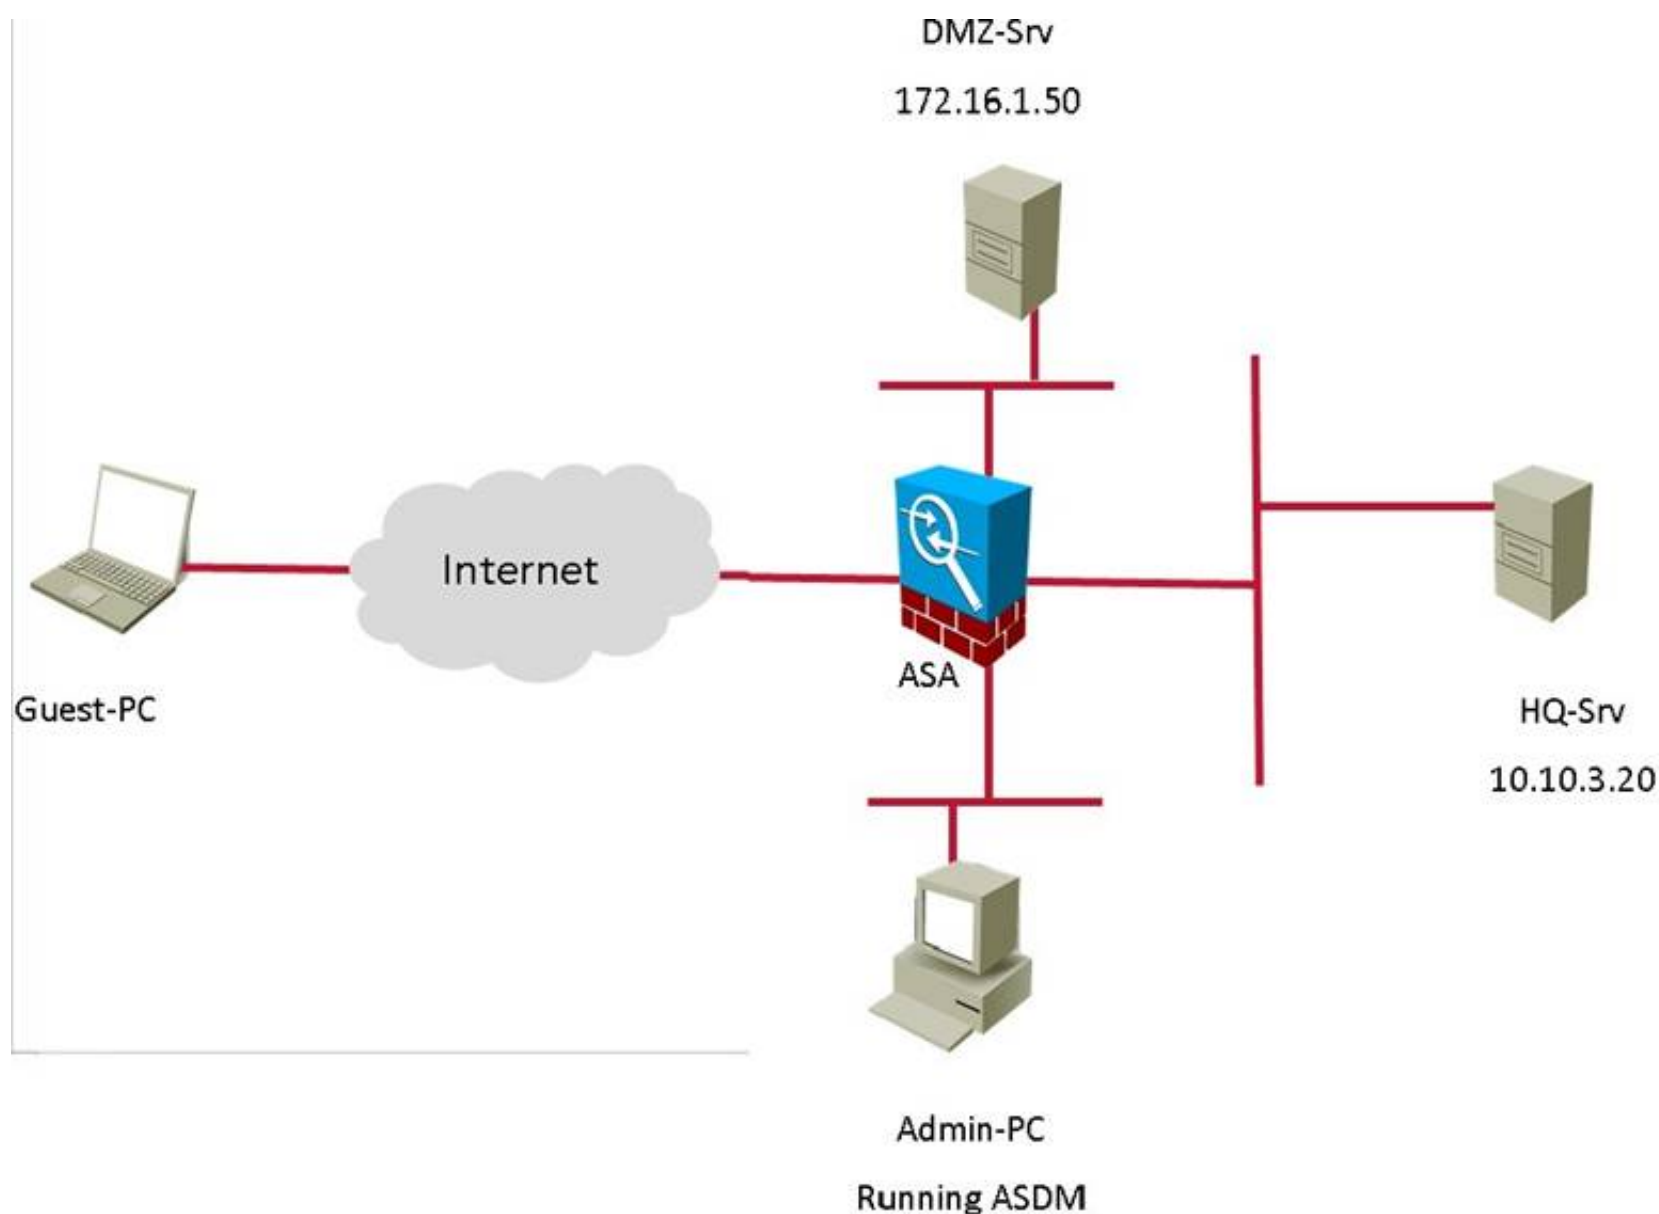 DMZ-Srv
172.16.1.50
Internet
ASA
Guest-PC
HQ-Srv
10.10.3.20
Admin-PC
Running ASDM